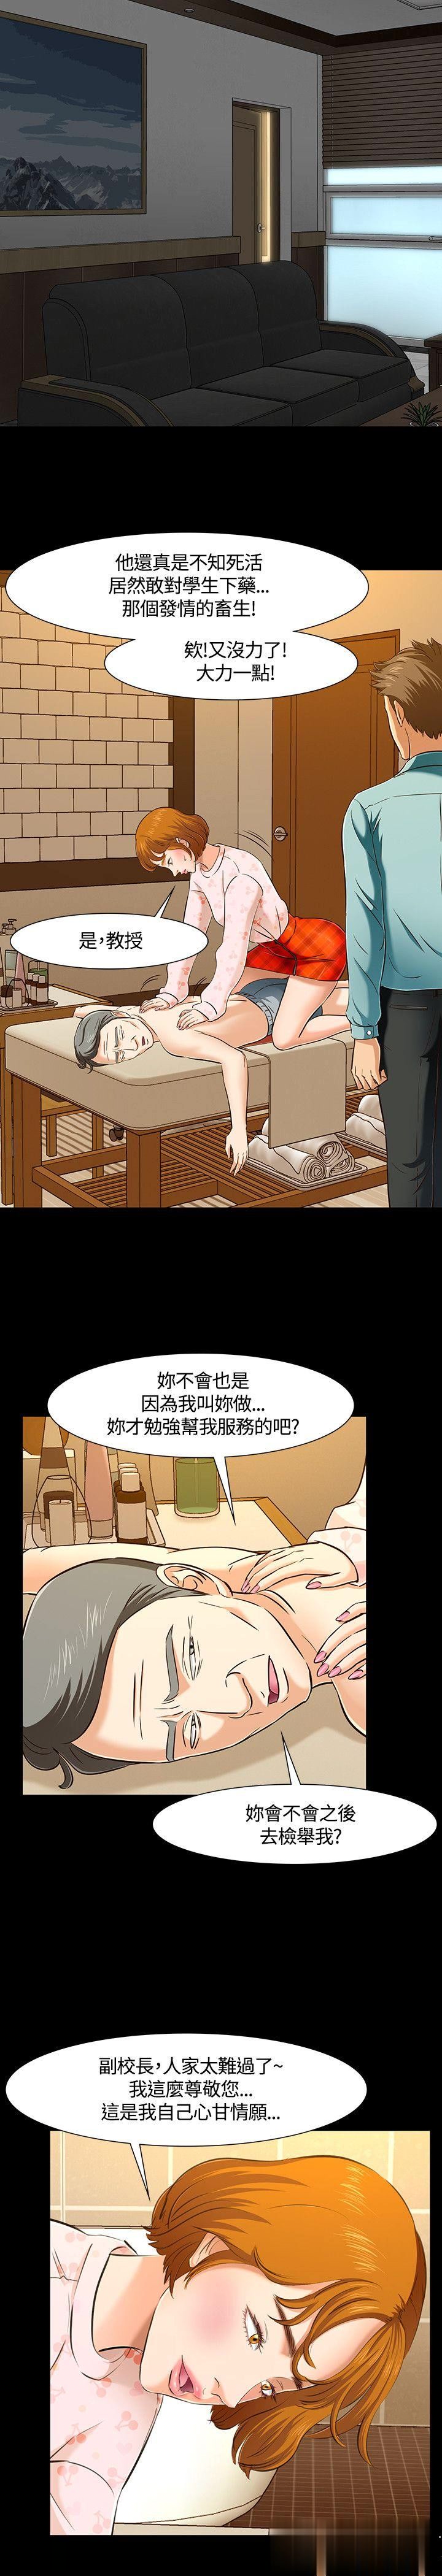 他還真是不知死活
居然敢對學生下藥...
那個發情的畜生!
欸!又沒力了!
大力一點!
是,教授
妳不會也是
因為我叫妳做...
妳才勉強幫我服務的吧?
妳會不會之後
去檢舉我?
副校長,人家太難過了~
我這麼尊敬您...
這是我自己心甘情願...